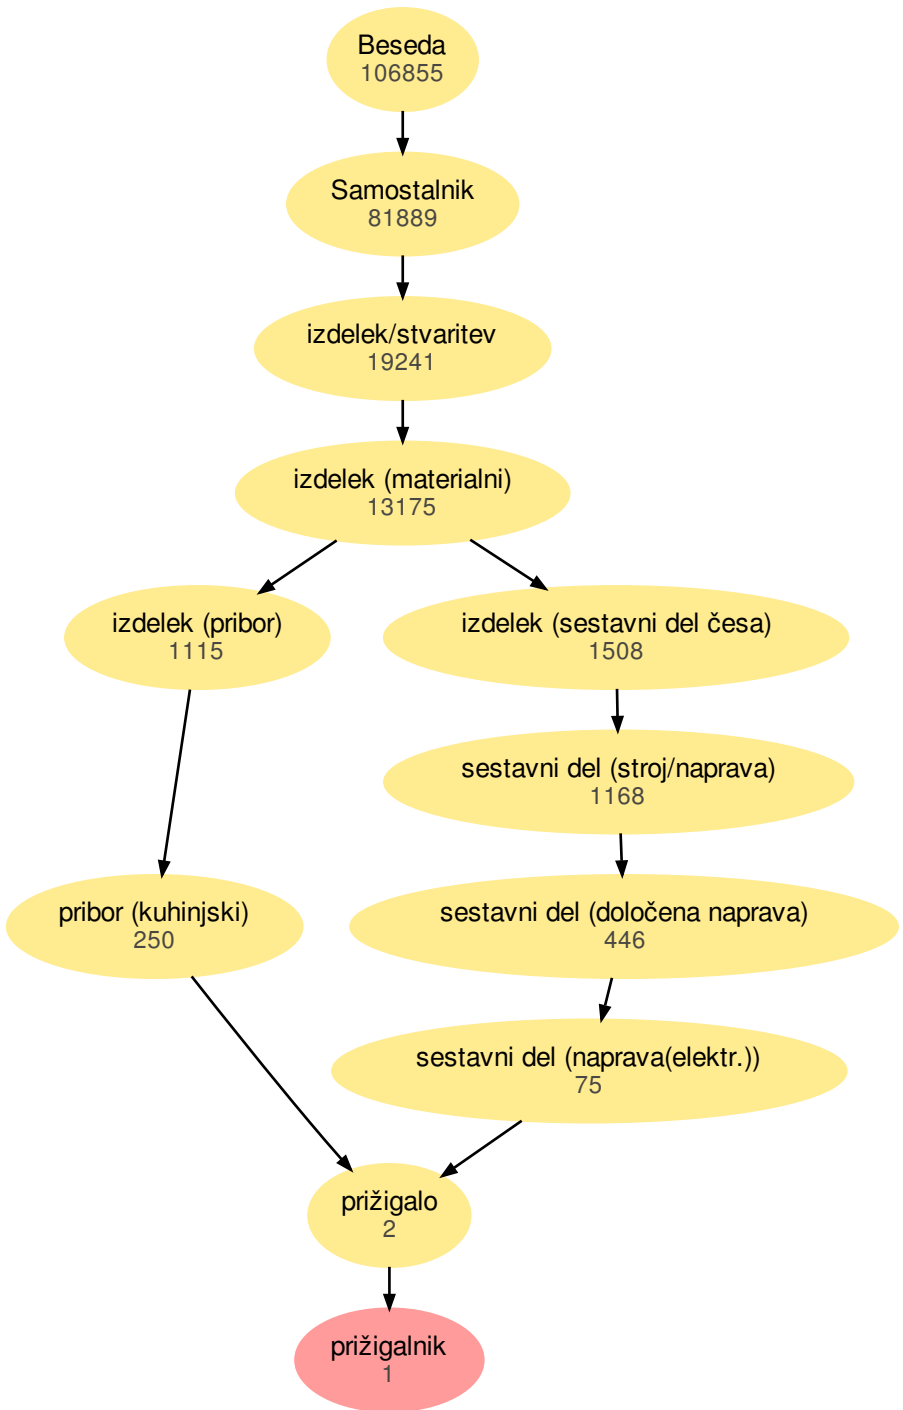 Beseda
106855
Samostalnik
81889
izdelek/stvaritev
19241
izdelek (materialni)
13175
izdelek (pribor)
1115
izdelek (sestavni del česa)
1508
sestavni del (stroj/naprava)
1168
pribor (kuhinjski)
250
sestavni del (določena naprava)
446
sestavni del (naprava(elektr.))
75
prižigalo
2
prižigalnik
1